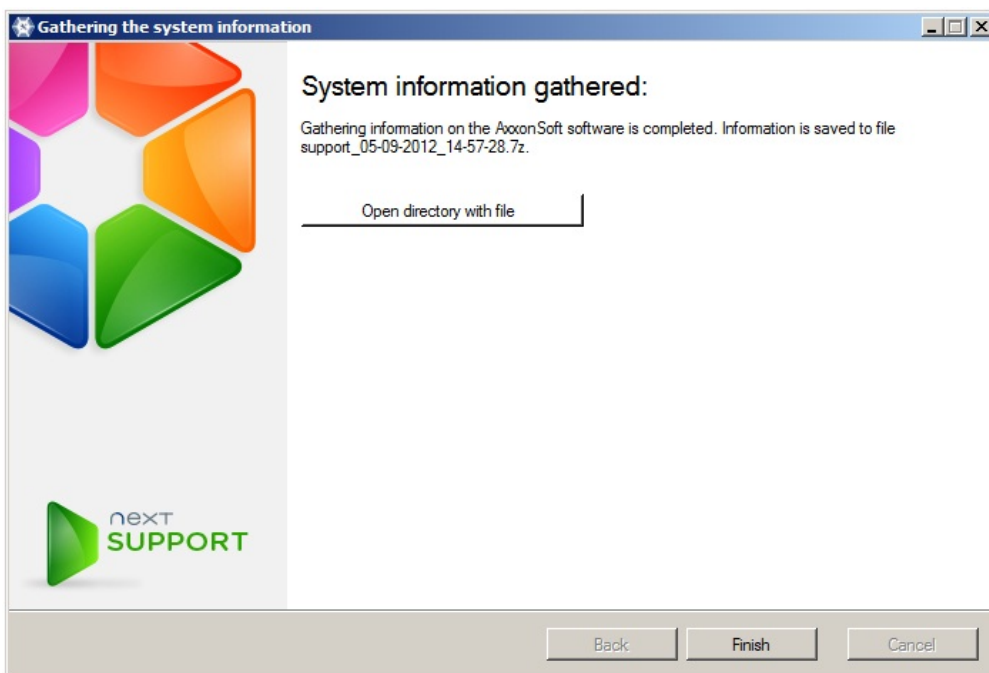 Gathering the system information
System information gathered:
Gathering information on the AxxonSoft software is completed. Information is saved to file
support_05-09-2012_14-57-28.7z.
Open directory with file
next
SUPPORT
Back
Finish
Cancel